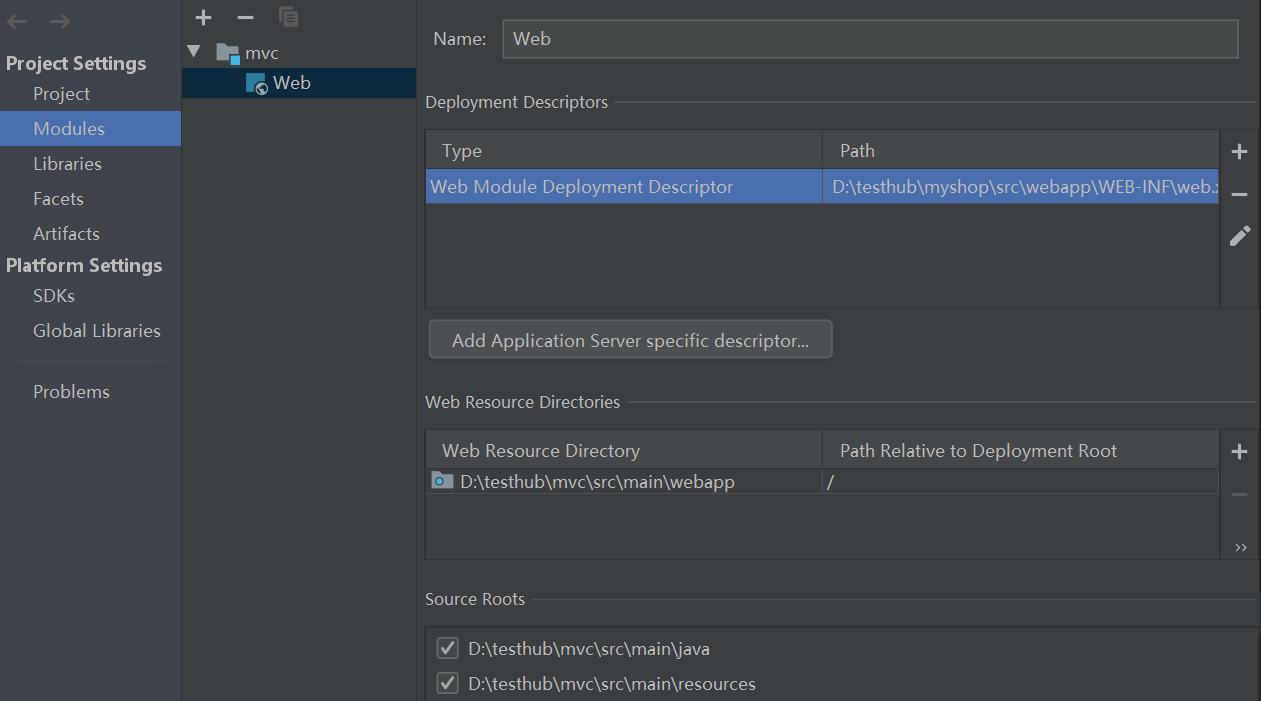 Project Settings
Project
Modules
Libraries
Facets
Artifacts
Platform Settings
SDKs
Global Libraries
Problems
mvc
Web
Name: Web
Deployment Descriptors
Type Path
Web Module Deployment Descriptor D:\testhub\myshop\src\webapp\WEB-INF\web.x
Add Application Server specific descriptor...
Web Resource Directories
Web Resource Directory Path Relative to Deployment Root
D:\testhub\mvc\src\main\webapp /
Source Roots
D:\testhub\mvc\src\main\java
D:\testhub\mvc\src\main\resources